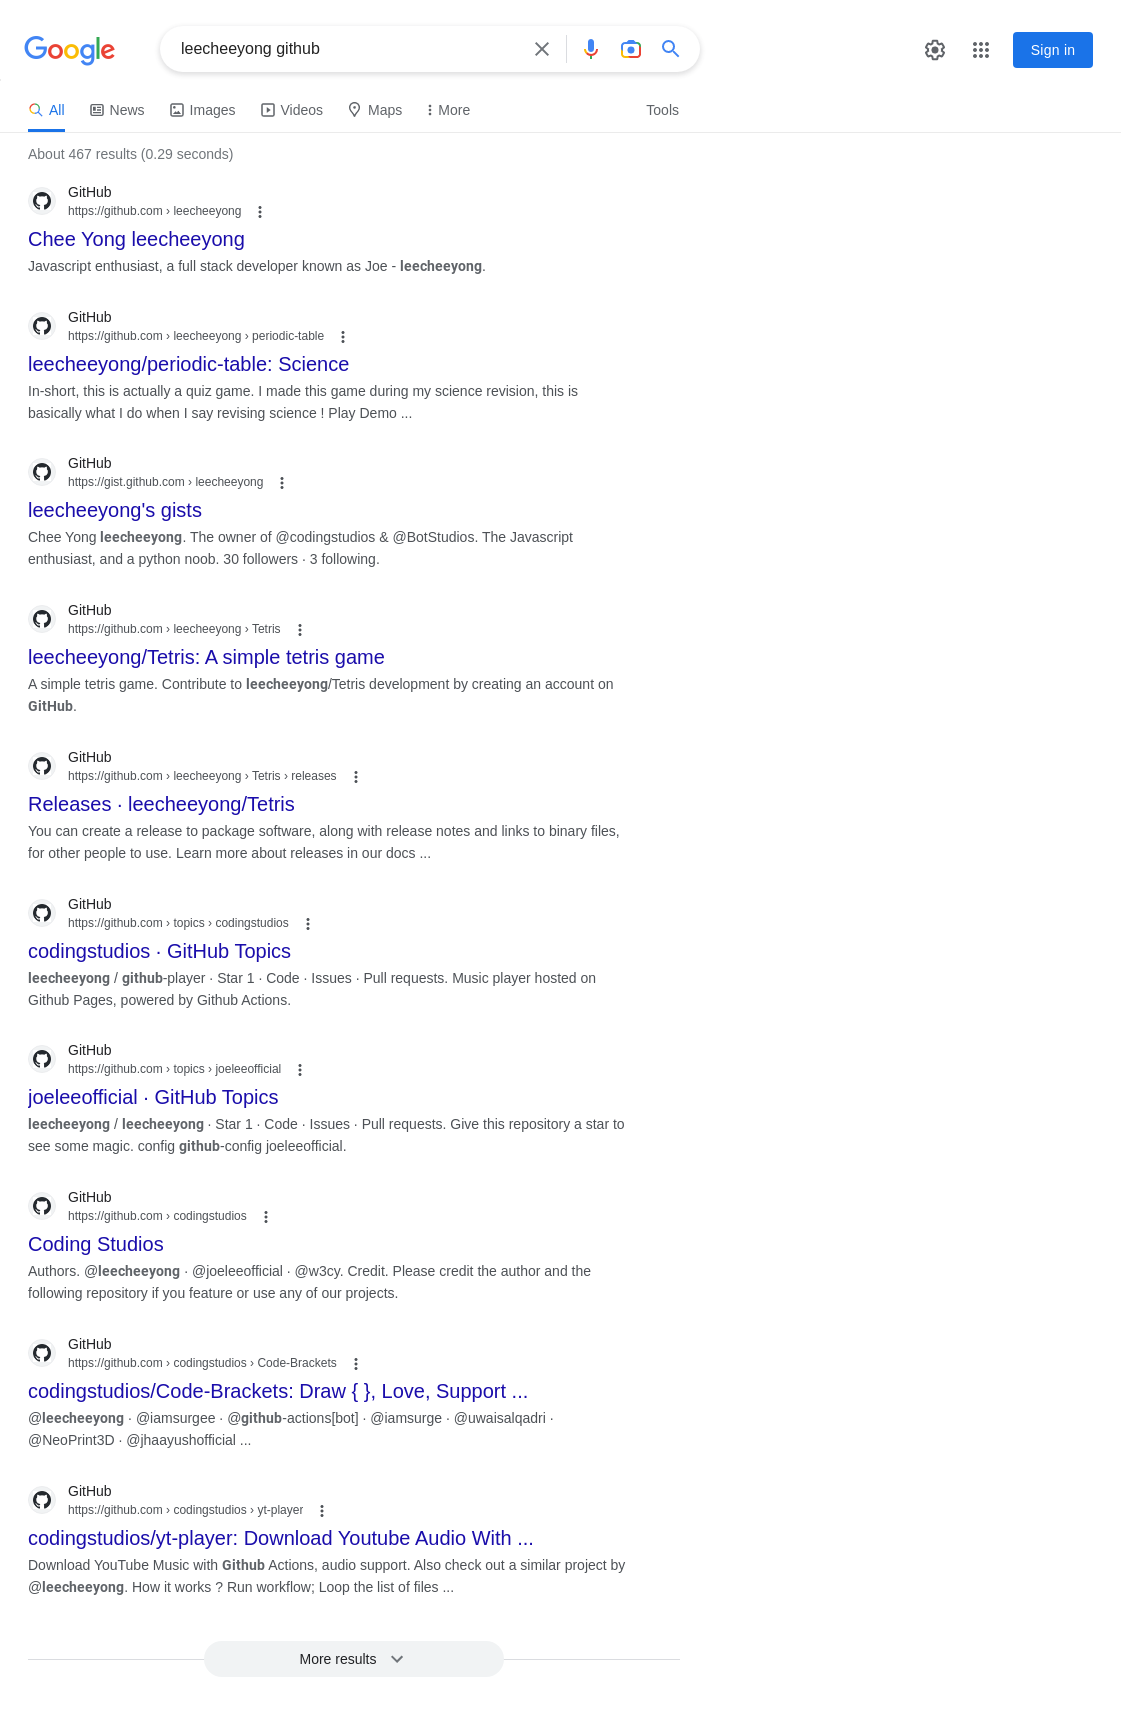 Google
leecheeyong github
Sign in
All
News
Images
Videos
Maps
More
Tools
About 467 results (0.29 seconds)
GitHub
https://github.com › leecheeyong
Chee Yong leecheeyong
Javascript enthusiast, a full stack developer known as Joe - leecheeyong.
GitHub
https://github.com › leecheeyong › periodic-table
leecheeyong/periodic-table: Science
In-short, this is actually a quiz game. I made this game during my science revision, this is
basically what I do when I say revising science ! Play Demo ...
GitHub
https://gist.github.com › leecheeyong
leecheeyong's gists
Chee Yong leecheeyong. The owner of @codingstudios & @BotStudios. The Javascript
enthusiast, and a python noob. 30 followers · 3 following.
GitHub
https://github.com › leecheeyong › Tetris
leecheeyong/Tetris: A simple tetris game
A simple tetris game. Contribute to leecheeyong/Tetris development by creating an account on
GitHub.
GitHub
https://github.com › leecheeyong › Tetris › releases
Releases · leecheeyong/Tetris
You can create a release to package software, along with release notes and links to binary files,
for other people to use. Learn more about releases in our docs ...
GitHub
https://github.com › topics › codingstudios
codingstudios · GitHub Topics
leecheeyong / github-player · Star 1 · Code · Issues · Pull requests. Music player hosted on
Github Pages, powered by Github Actions.
GitHub
https://github.com › topics › joeleeofficial
joeleeofficial · GitHub Topics
leecheeyong / leecheeyong · Star 1 · Code · Issues · Pull requests. Give this repository a star to
see some magic. config github-config joeleeofficial.
GitHub
https://github.com › codingstudios
Coding Studios
Authors. @leecheeyong · @joeleeofficial · @w3cy. Credit. Please credit the author and the
following repository if you feature or use any of our projects.
GitHub
https://github.com › codingstudios › Code-Brackets
codingstudios/Code-Brackets: Draw { }, Love, Support ...
@leecheeyong · @iamsurgee · @github-actions[bot] · @iamsurge · @uwaisalqadri ·
@NeoPrint3D · @jhaayushofficial ...
GitHub
https://github.com › codingstudios › yt-player
codingstudios/yt-player: Download Youtube Audio With ...
Download YouTube Music with Github Actions, audio support. Also check out a similar project by
@leecheeyong. How it works ? Run workflow; Loop the list of files ...
More results